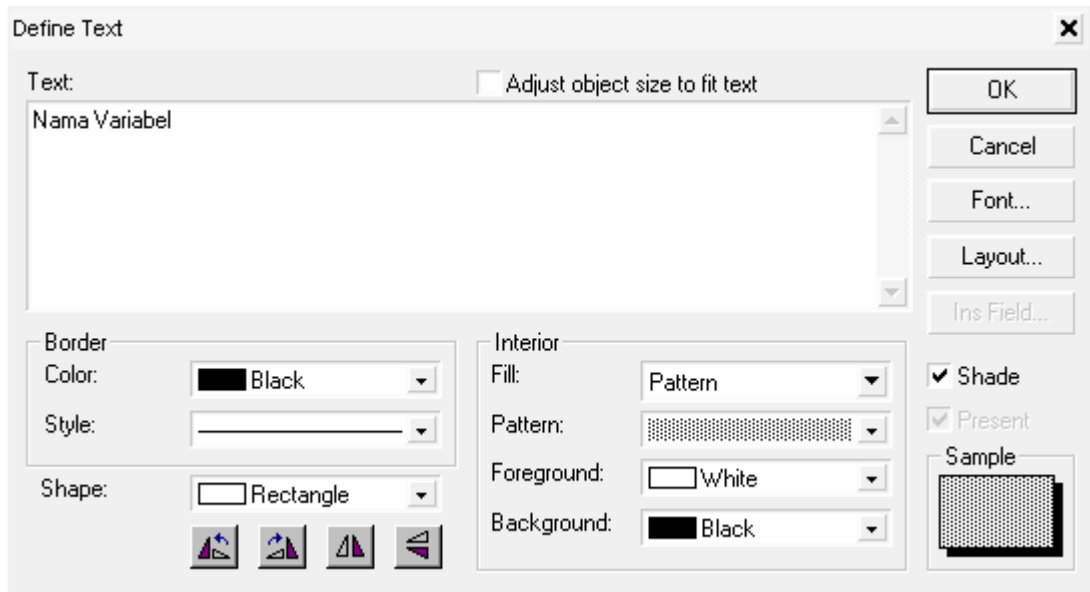 Define Text
Text:
Adjust object size to fit text
Nama Variabel
OK
Cancel
Font...
Layout...
Ins Field...
Border
Color:
Black
Style:
Shape:
Rectangle
Interior
Fill:
Pattern
Pattern:
Foreground:
White
Background:
Black
Shade
Present
Sample